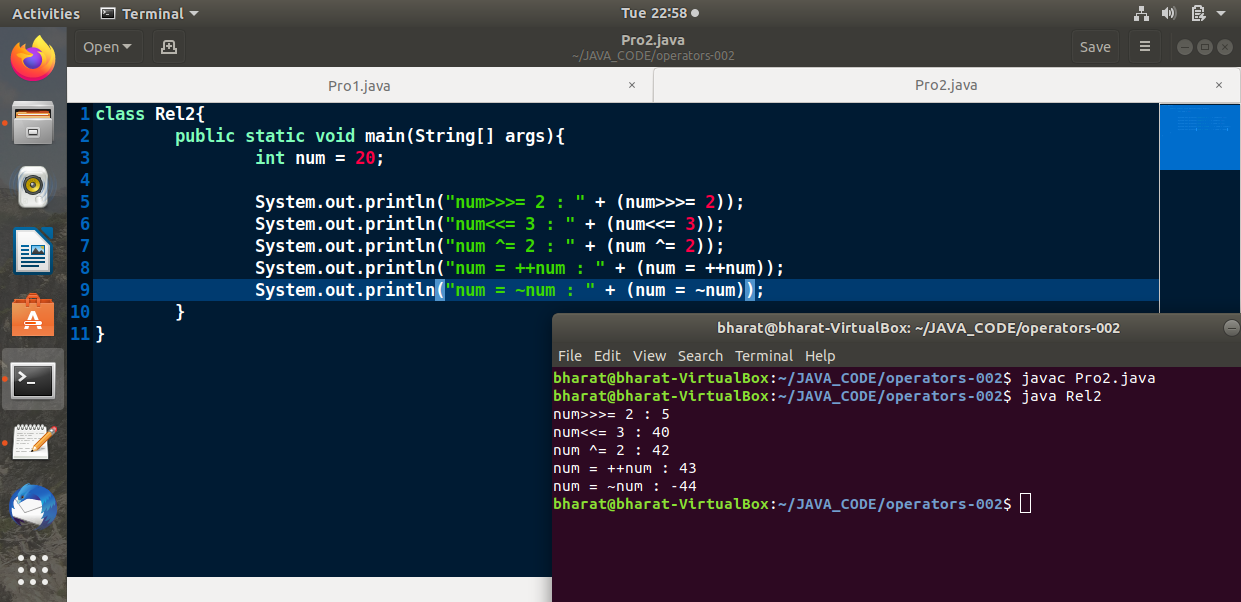 Activities Terminal Tue 22:58
Open Pro2.java Save
~/JAVA_CODE/operators-002
Pro1.java × Pro2.java ×
1 class Rel2{
2 public static void main(String[] args){
3 int num = 20;
4
5 System.out.println("num>>>= 2 : " + (num>>>= 2));
6 System.out.println("num<<= 3 : " + (num<<= 3));
7 System.out.println("num ^= 2 : " + (num ^= 2));
8 System.out.println("num = ++num : " + (num = ++num));
9 System.out.println("num = ~num : " + (num = ~num));
10 }
11 }
bharat@bharat-VirtualBox: ~/JAVA_CODE/operators-002
File Edit View Search Terminal Help
bharat@bharat-VirtualBox:~/JAVA_CODE/operators-002$ javac Pro2.java
bharat@bharat-VirtualBox:~/JAVA_CODE/operators-002$ java Rel2
num>>>= 2 : 5
num<<= 3 : 40
num ^= 2 : 42
num = ++num : 43
num = ~num : -44
bharat@bharat-VirtualBox:~/JAVA_CODE/operators-002$